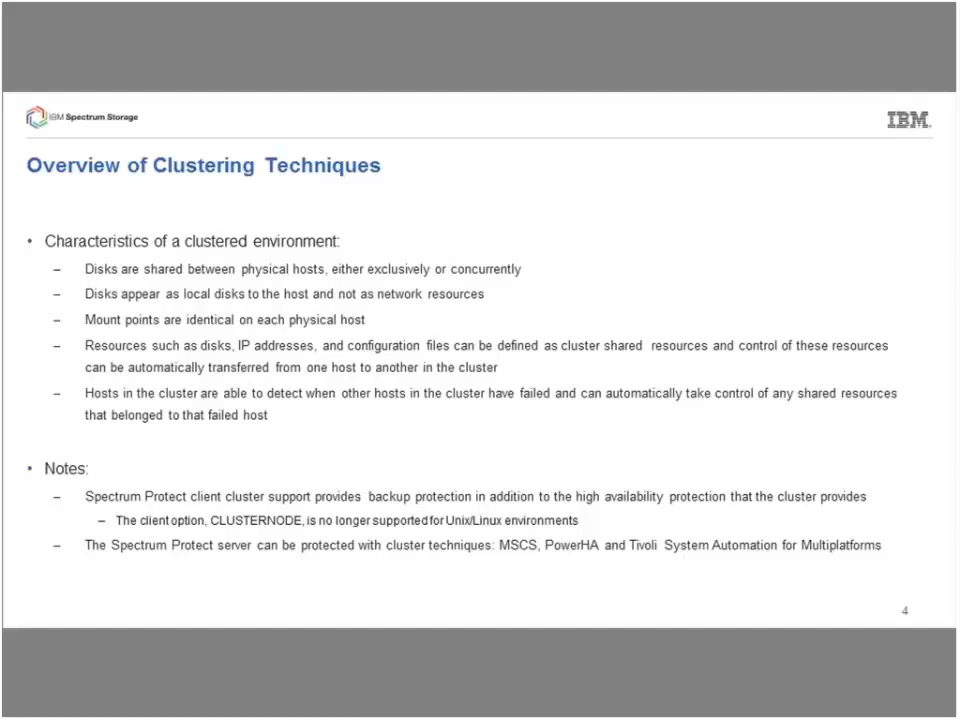 IBM Spectrum Storage
IBM
Overview of Clustering Techniques
• Characteristics of a clustered environment:
– Disks are shared between physical hosts, either exclusively or concurrently
– Disks appear as local disks to the host and not as network resources
– Mount points are identical on each physical host
– Resources such as disks, IP addresses, and configuration files can be defined as cluster shared resources and control of these resources
can be automatically transferred from one host to another in the cluster
– Hosts in the cluster are able to detect when other hosts in the cluster have failed and can automatically take control of any shared resources
that belonged to that failed host
• Notes:
– Spectrum Protect client cluster support provides backup protection in addition to the high availability protection that the cluster provides
– The client option, CLUSTERNODE, is no longer supported for Unix/Linux environments
– The Spectrum Protect server can be protected with cluster techniques: MSCS, PowerHA and Tivoli System Automation for Multiplatforms
4